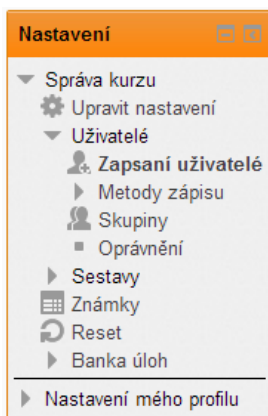 Nastavení
Správa kurzu
Upravit nastavení
Uživatelé
Zapsaní uživatelé
Metody zápisu
Skupiny
Oprávnění
Sestavy
Známky
Reset
Banka úloh
Nastavení mého profilu